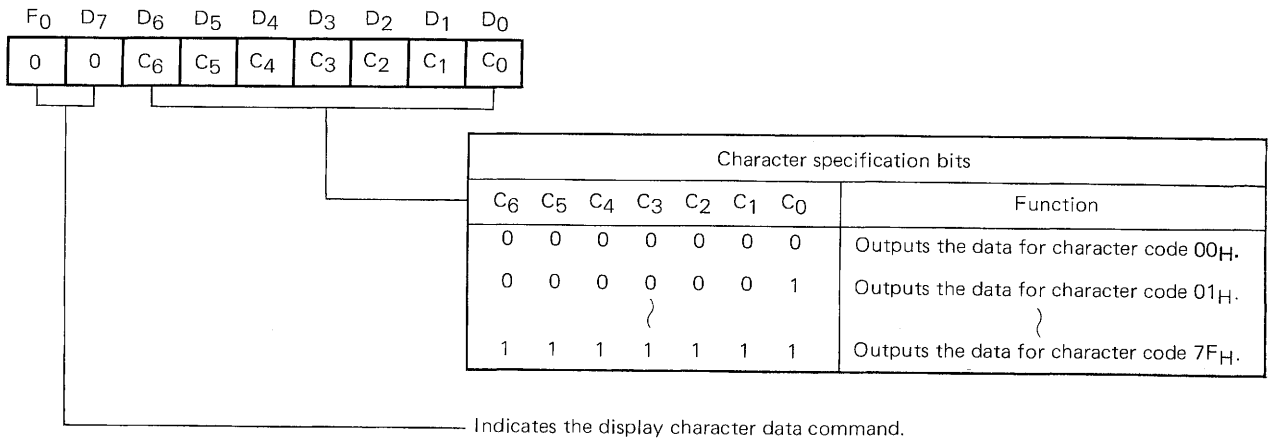 F0 D7 D6 D5 D4 D3 D2 D1 D0
0 0 C6 C5 C4 C3 C2 C1 C0
Character specification bits
C6 C5 C4 C3 C2 C1 C0 Function
0 0 0 0 0 0 0 Outputs the data for character code 00H.
0 0 0 0 0 0 1 Outputs the data for character code 01H.
1 1 1 1 1 1 1 Outputs the data for character code 7FH.
Indicates the display character data command.